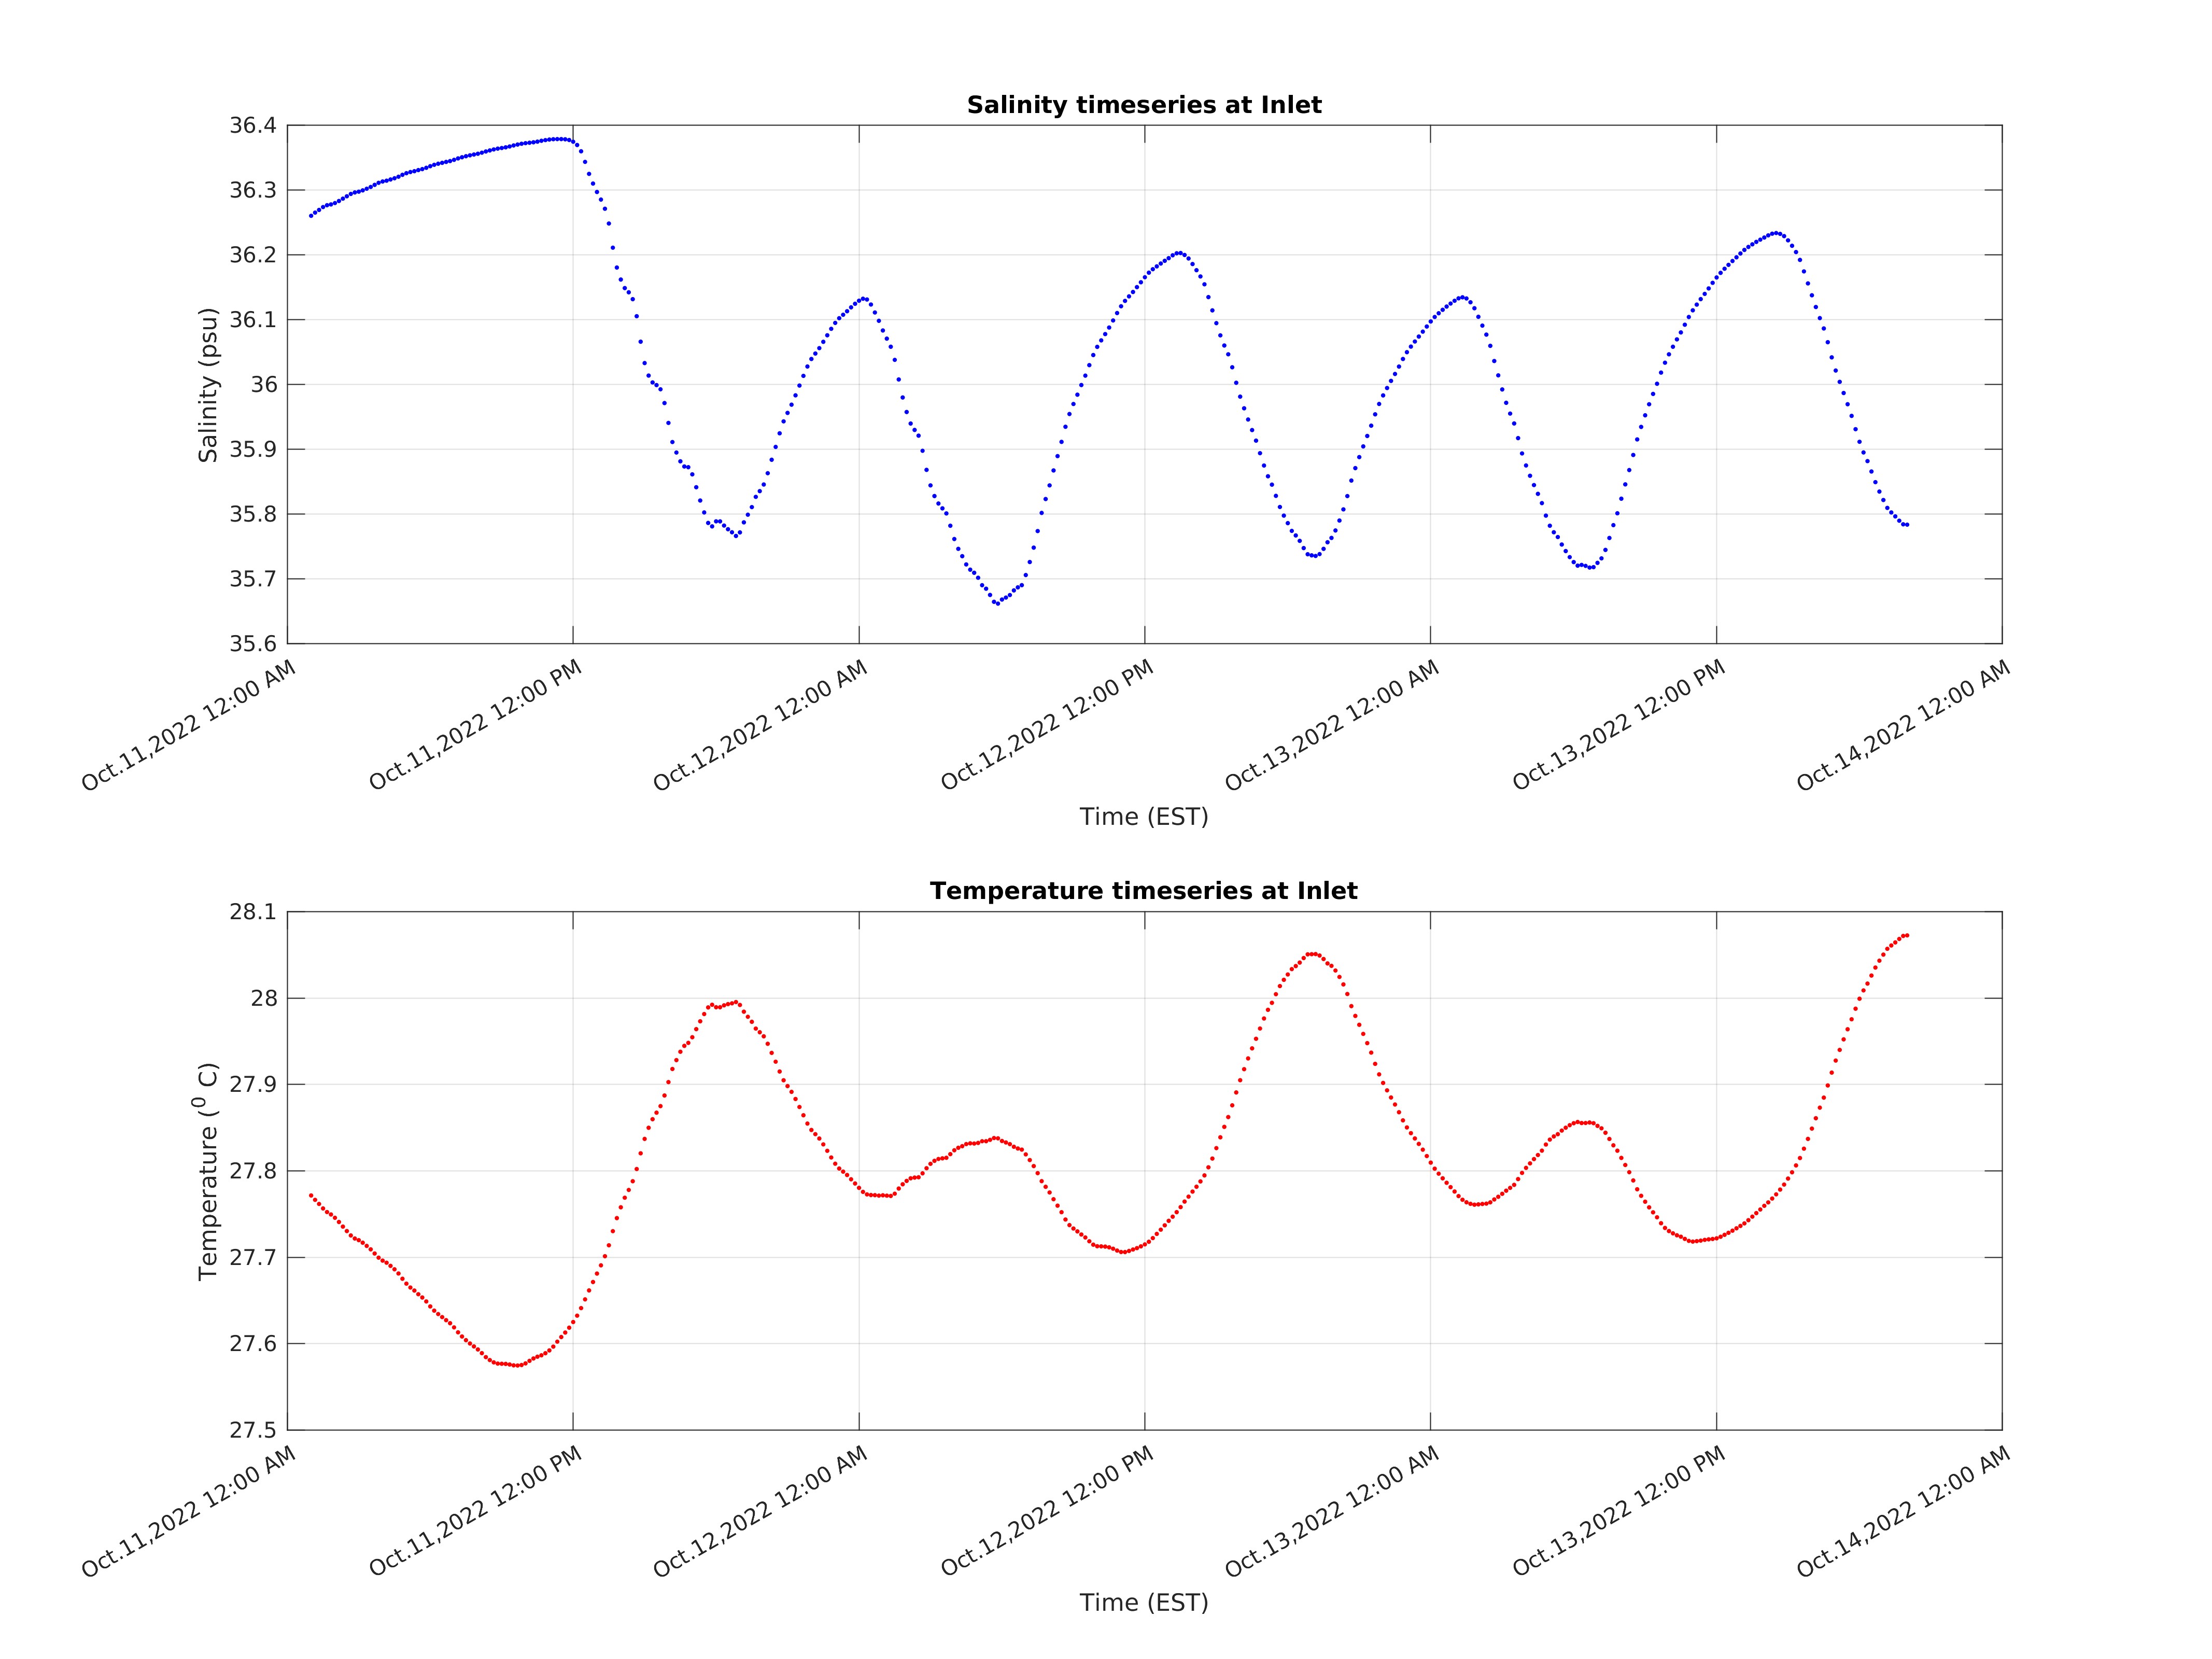 Salinity timeseries at Inlet
36.4
36.3
36.2
36.1
36
35.9
35.8
35.7
35.6
Salinity (psu)
Oct.11,2022 12:00 AM
Oct.11,2022 12:00 PM
Oct.12,2022 12:00 AM
Oct.12,2022 12:00 PM
Oct.13,2022 12:00 AM
Oct.13,2022 12:00 PM
Oct.14,2022 12:00 AM
Time (EST)
Temperature timeseries at Inlet
28.1
28
27.9
27.8
27.7
27.6
27.5
Temperature (⁰ C)
Oct.11,2022 12:00 AM
Oct.11,2022 12:00 PM
Oct.12,2022 12:00 AM
Oct.12,2022 12:00 PM
Oct.13,2022 12:00 AM
Oct.13,2022 12:00 PM
Oct.14,2022 12:00 AM
Time (EST)